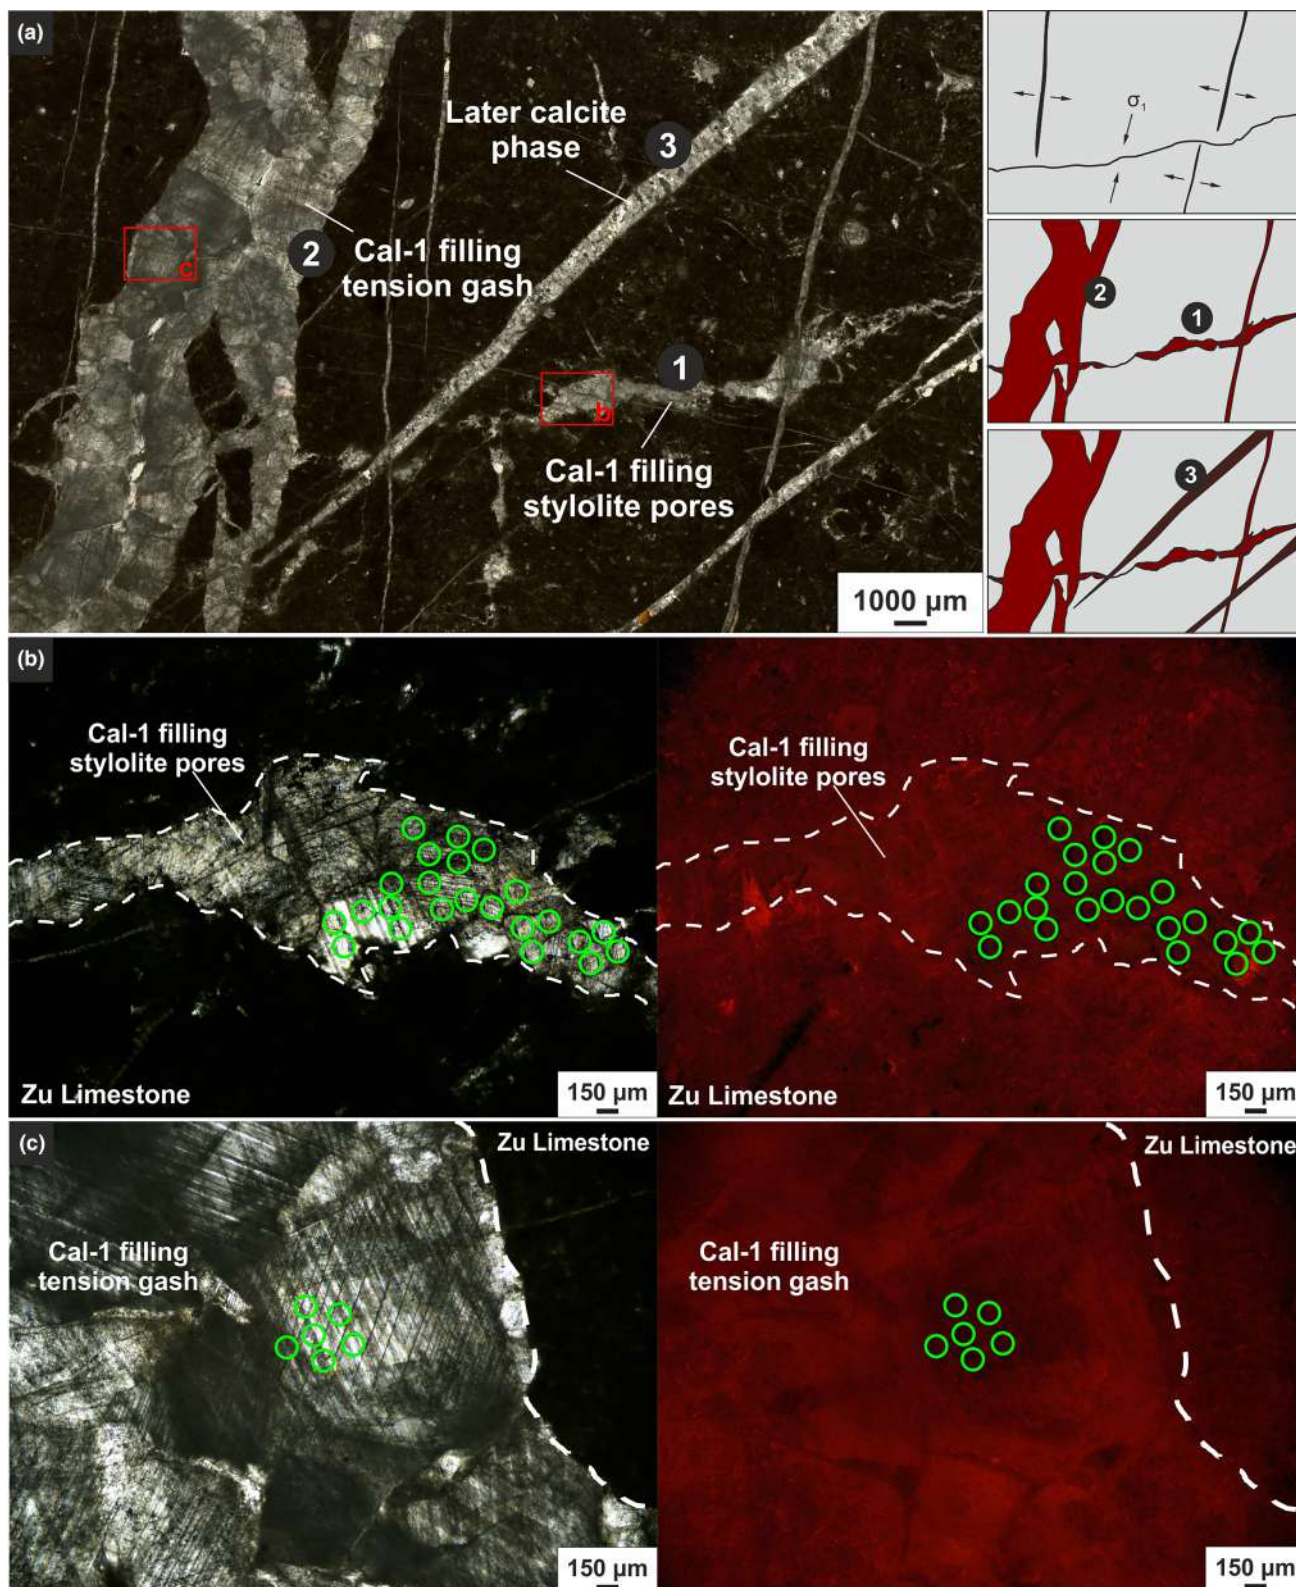 (a)
Later calcite
phase
3
2
Cal-1 filling
tension gash
c
1
b
Cal-1 filling
stylolite pores
1000 µm
σ1
2
1
3
(b)
Cal-1 filling
stylolite pores
Zu Limestone
150 µm
Cal-1 filling
stylolite pores
Zu Limestone
150 µm
(c)
Zu Limestone
Cal-1 filling
tension gash
150 µm
Zu Limestone
Cal-1 filling
tension gash
150 µm